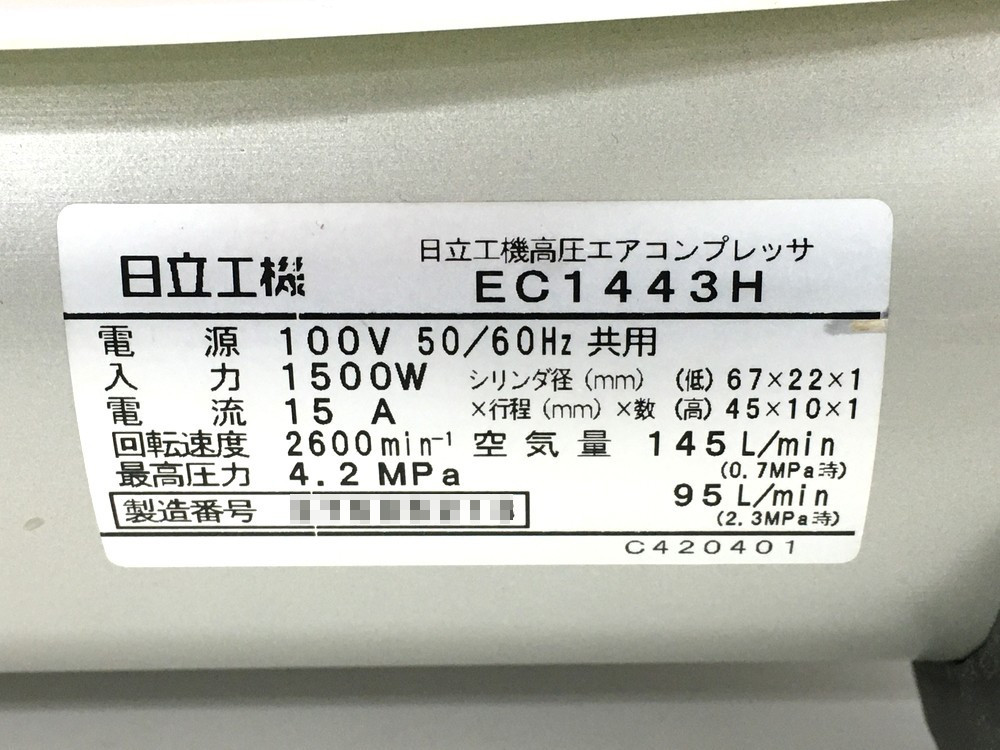 日立工機
日立工機高圧エアコンプレッサ
EC1443H
電源 100V 50/60Hz 共用
入力 1500W シリンダ径(mm) (低) 67×22×1
電流 15 A ×行程(mm)×数 (高) 45×10×1
回転速度 2600min⁻¹ 空気量 145 L/min
(0.7MPa時)
最高圧力 4.2 MPa
95 L/min
(2.3MPa時)
製造番号
C420401